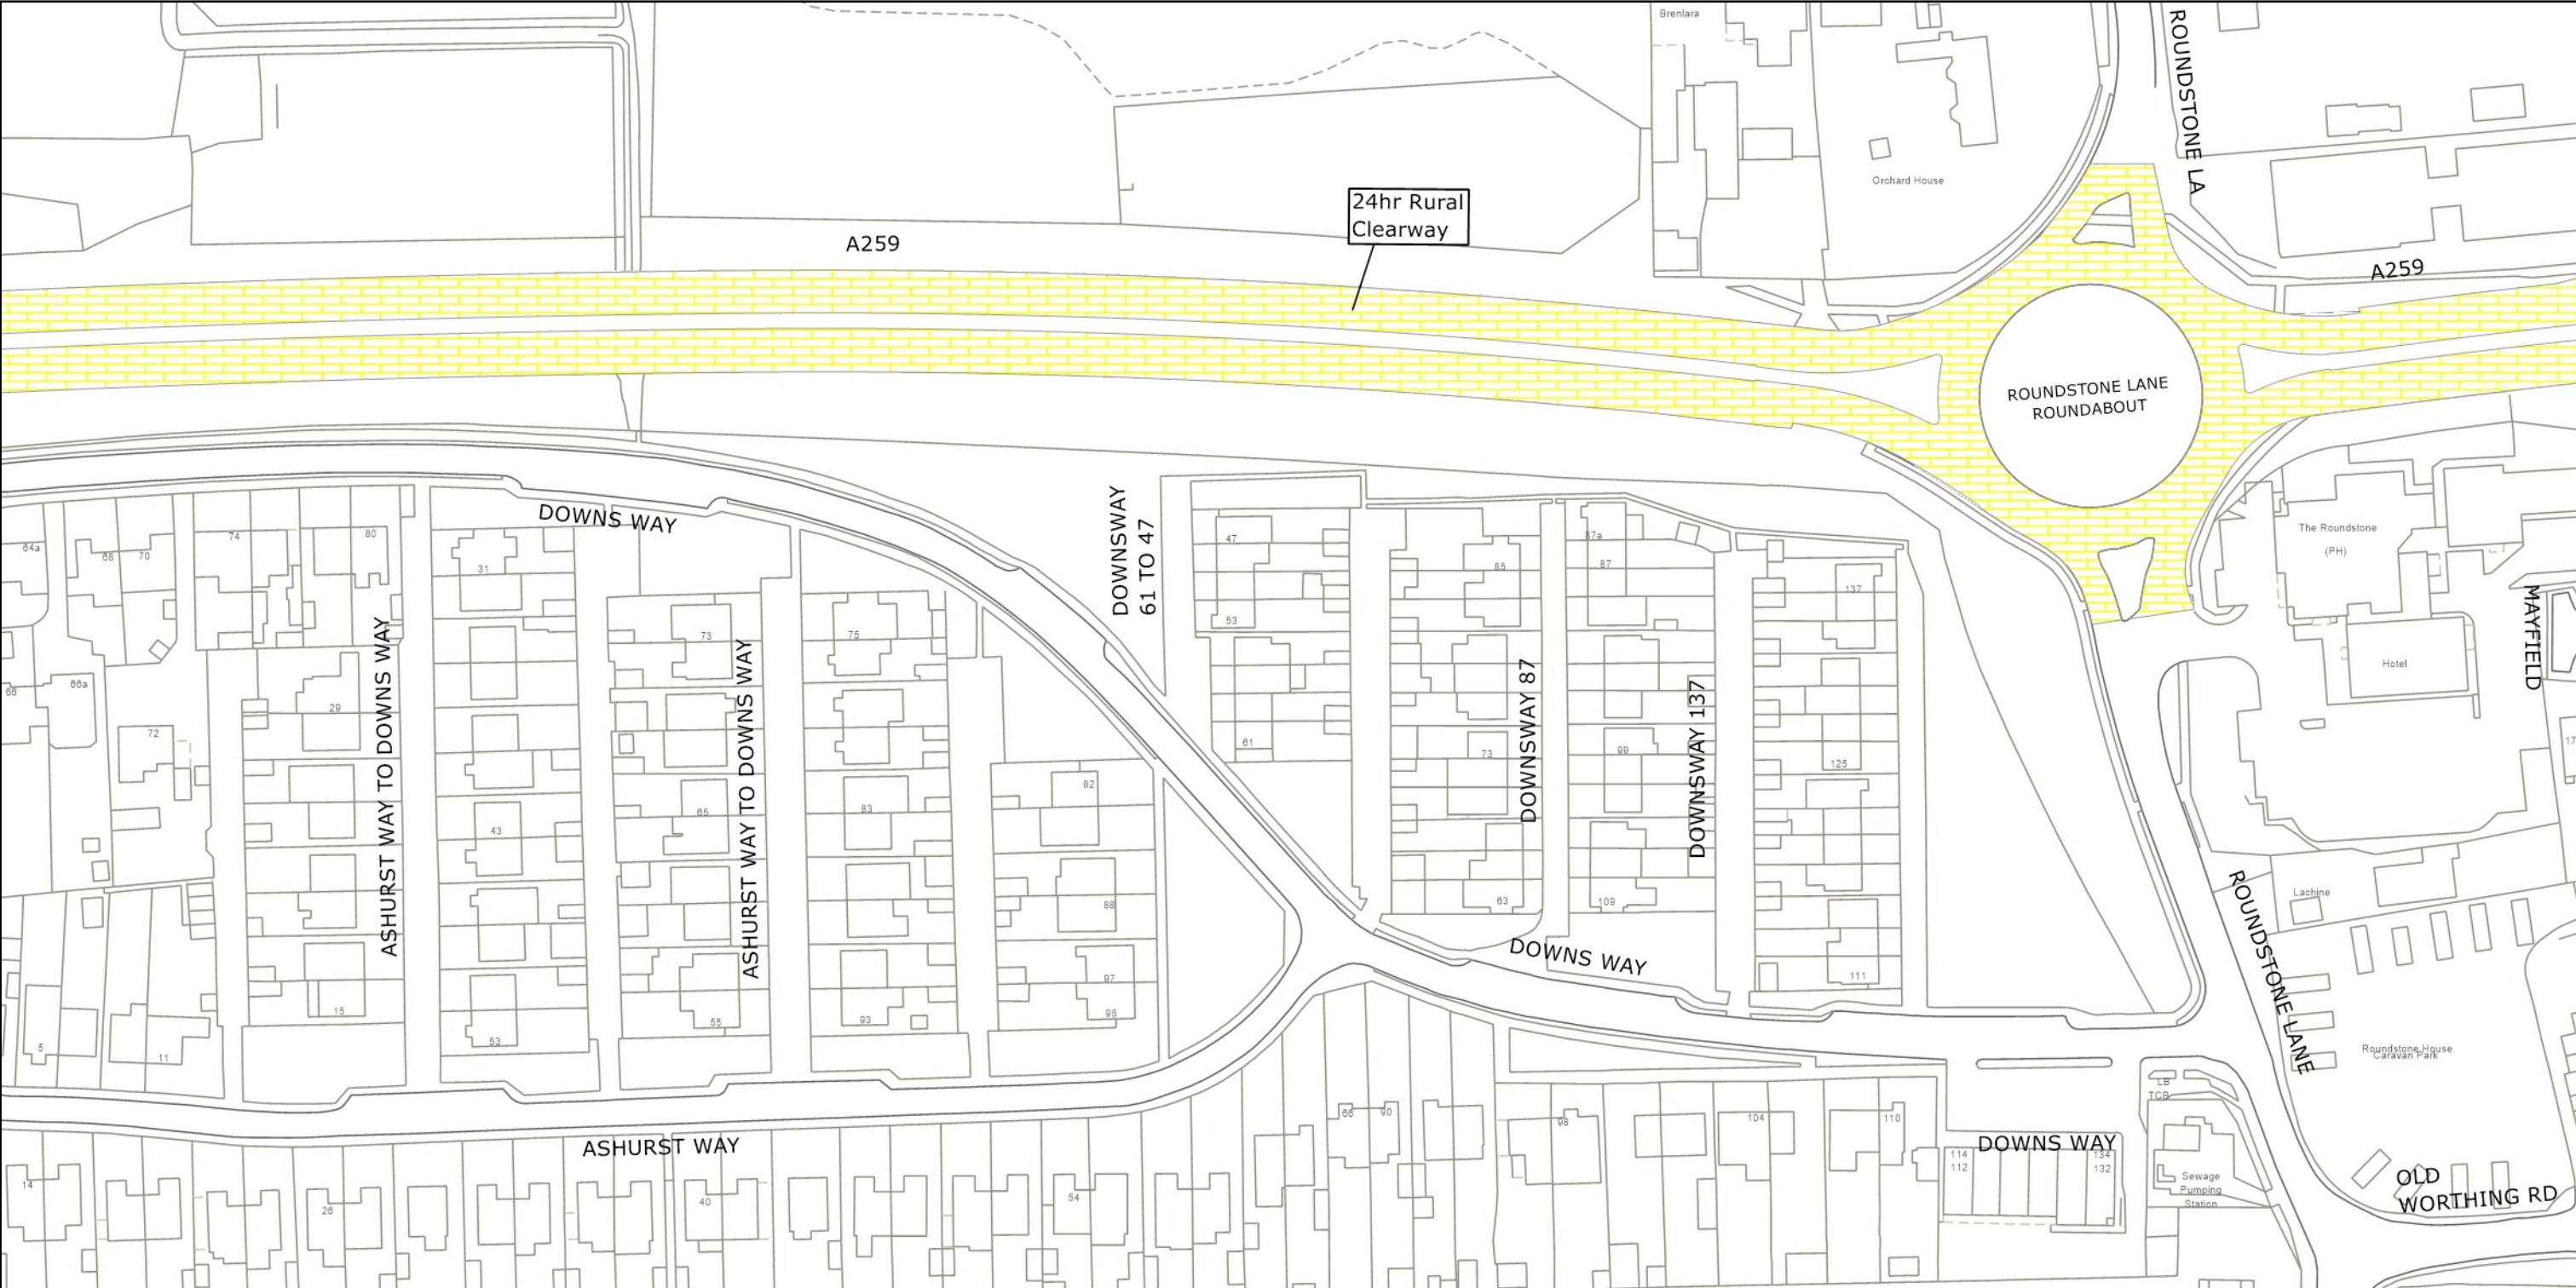 Brenlara
ROUNDSTONE LA
Orchard House
24hr Rural
Clearway
A259
A259
ROUNDSTONE LANE
ROUNDABOUT
DOWNS WAY
DOWNSWAY
61 TO 47
64a
68
70
74
80
31
47
53
61
85
87a
87
137
The Roundstone
(PH)
MAYFIELD
Hotel
66
66a
72
29
ASHURST WAY TO DOWNS WAY
43
53
73
65
55
ASHURST WAY TO DOWNS WAY
75
83
93
82
88
97
95
73
63
DOWNSWAY 87
99
109
DOWNSWAY 137
125
111
17
DOWNS WAY
Lachine
ROUNDSTONE LANE
Roundstone House
Caravan Park
5
11
15
ASHURST WAY
14
26
40
54
66
90
98
104
110
LB
TCB
DOWNS WAY
114
112
134
132
Sewage
Pumping
Station
OLD
WORTHING RD